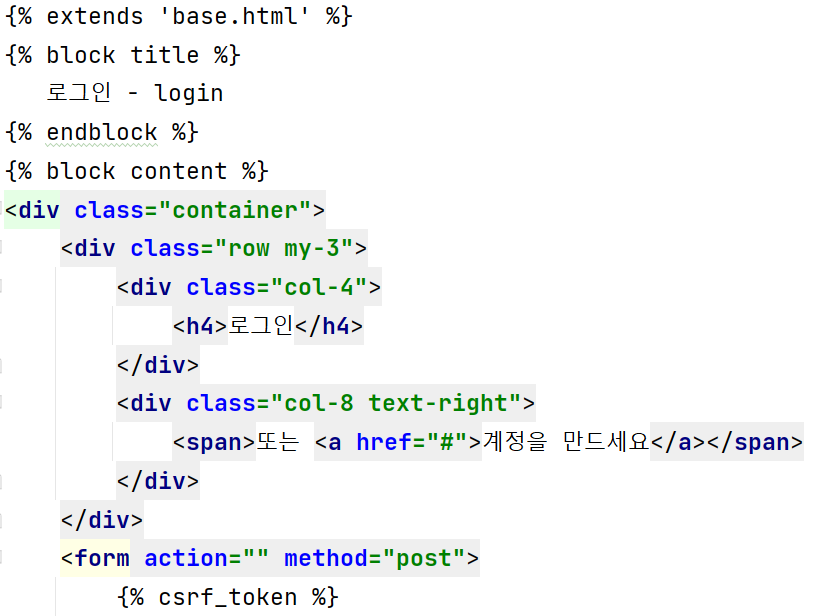 {% extends 'base.html' %}
{% block title %}
로그인 - login
{% endblock %}
{% block content %}
<div class="container">
<div class="row my-3">
<div class="col-4">
<h4>로그인</h4>
</div>
<div class="col-8 text-right">
<span>또는 <a href="#">계정을 만드세요</a></span>
</div>
</div>
<form action="" method="post">
{% csrf_token %}